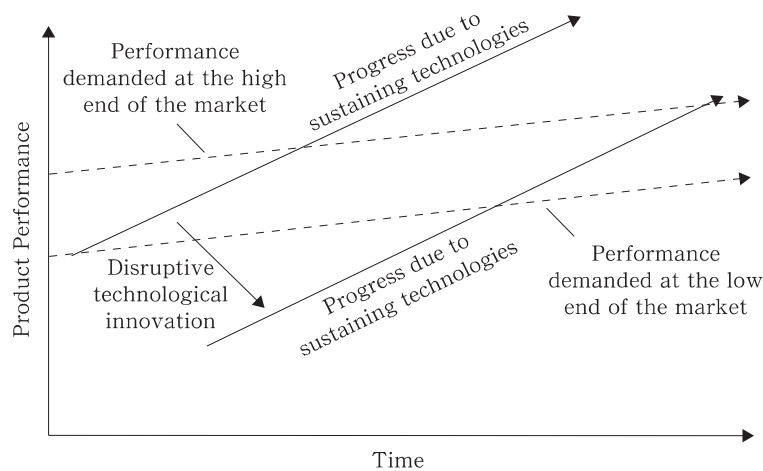 Performance
demanded at the high
end of the market
Progress due to
sustaining technologies
Product Performance
Disruptive
technological
innovation
Progress due to
sustaining technologies
Performance
demanded at the low
end of the market
Time